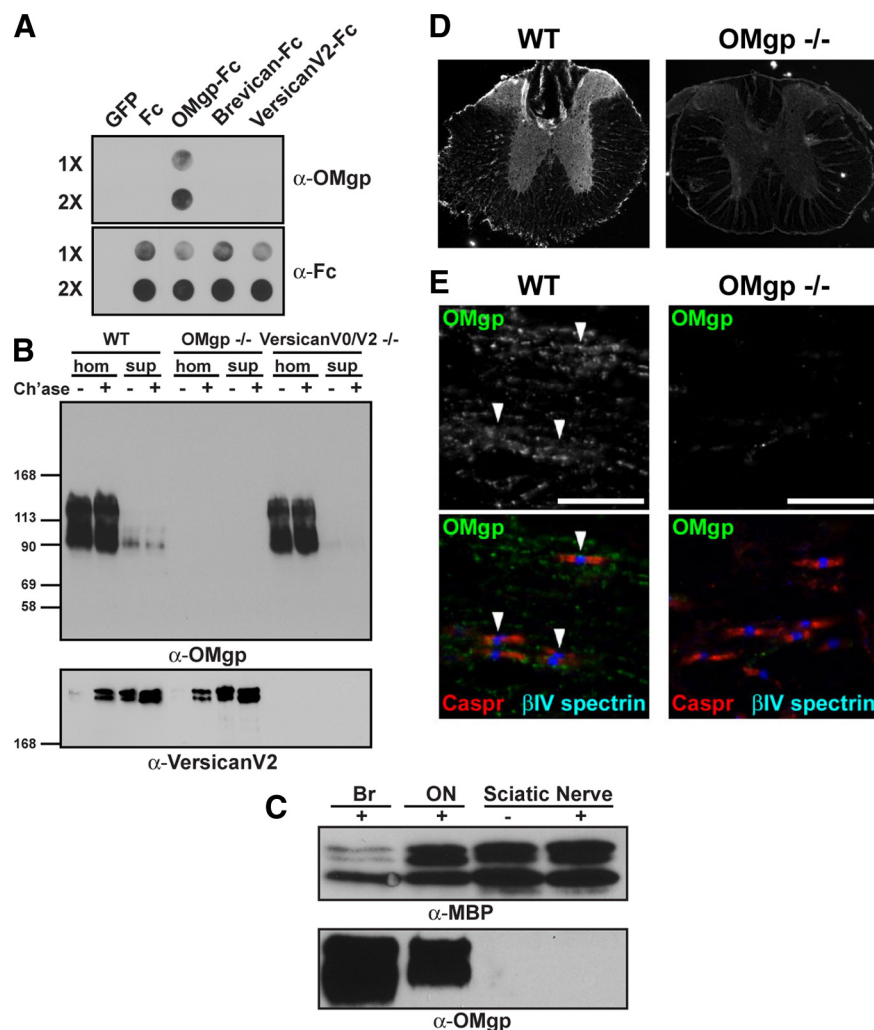 A
GFP
Fc
OMgp-Fc
Brevican-Fc
VersicanV2-Fc
1X
2X
α-OMgp
1X
2X
α-Fc
B
WT OMgp -/- VersicanV0/V2 -/-
hom sup hom sup hom sup
Ch'ase - + - + - + - + - + - +
168
113
90
69
58
α-OMgp
168
α-VersicanV2
C
Br ON Sciatic Nerve
+ + - +
α-MBP
α-OMgp
D
WT OMgp -/-
E
WT OMgp -/-
OMgp OMgp
OMgp OMgp
Caspr βIV spectrin Caspr βIV spectrin